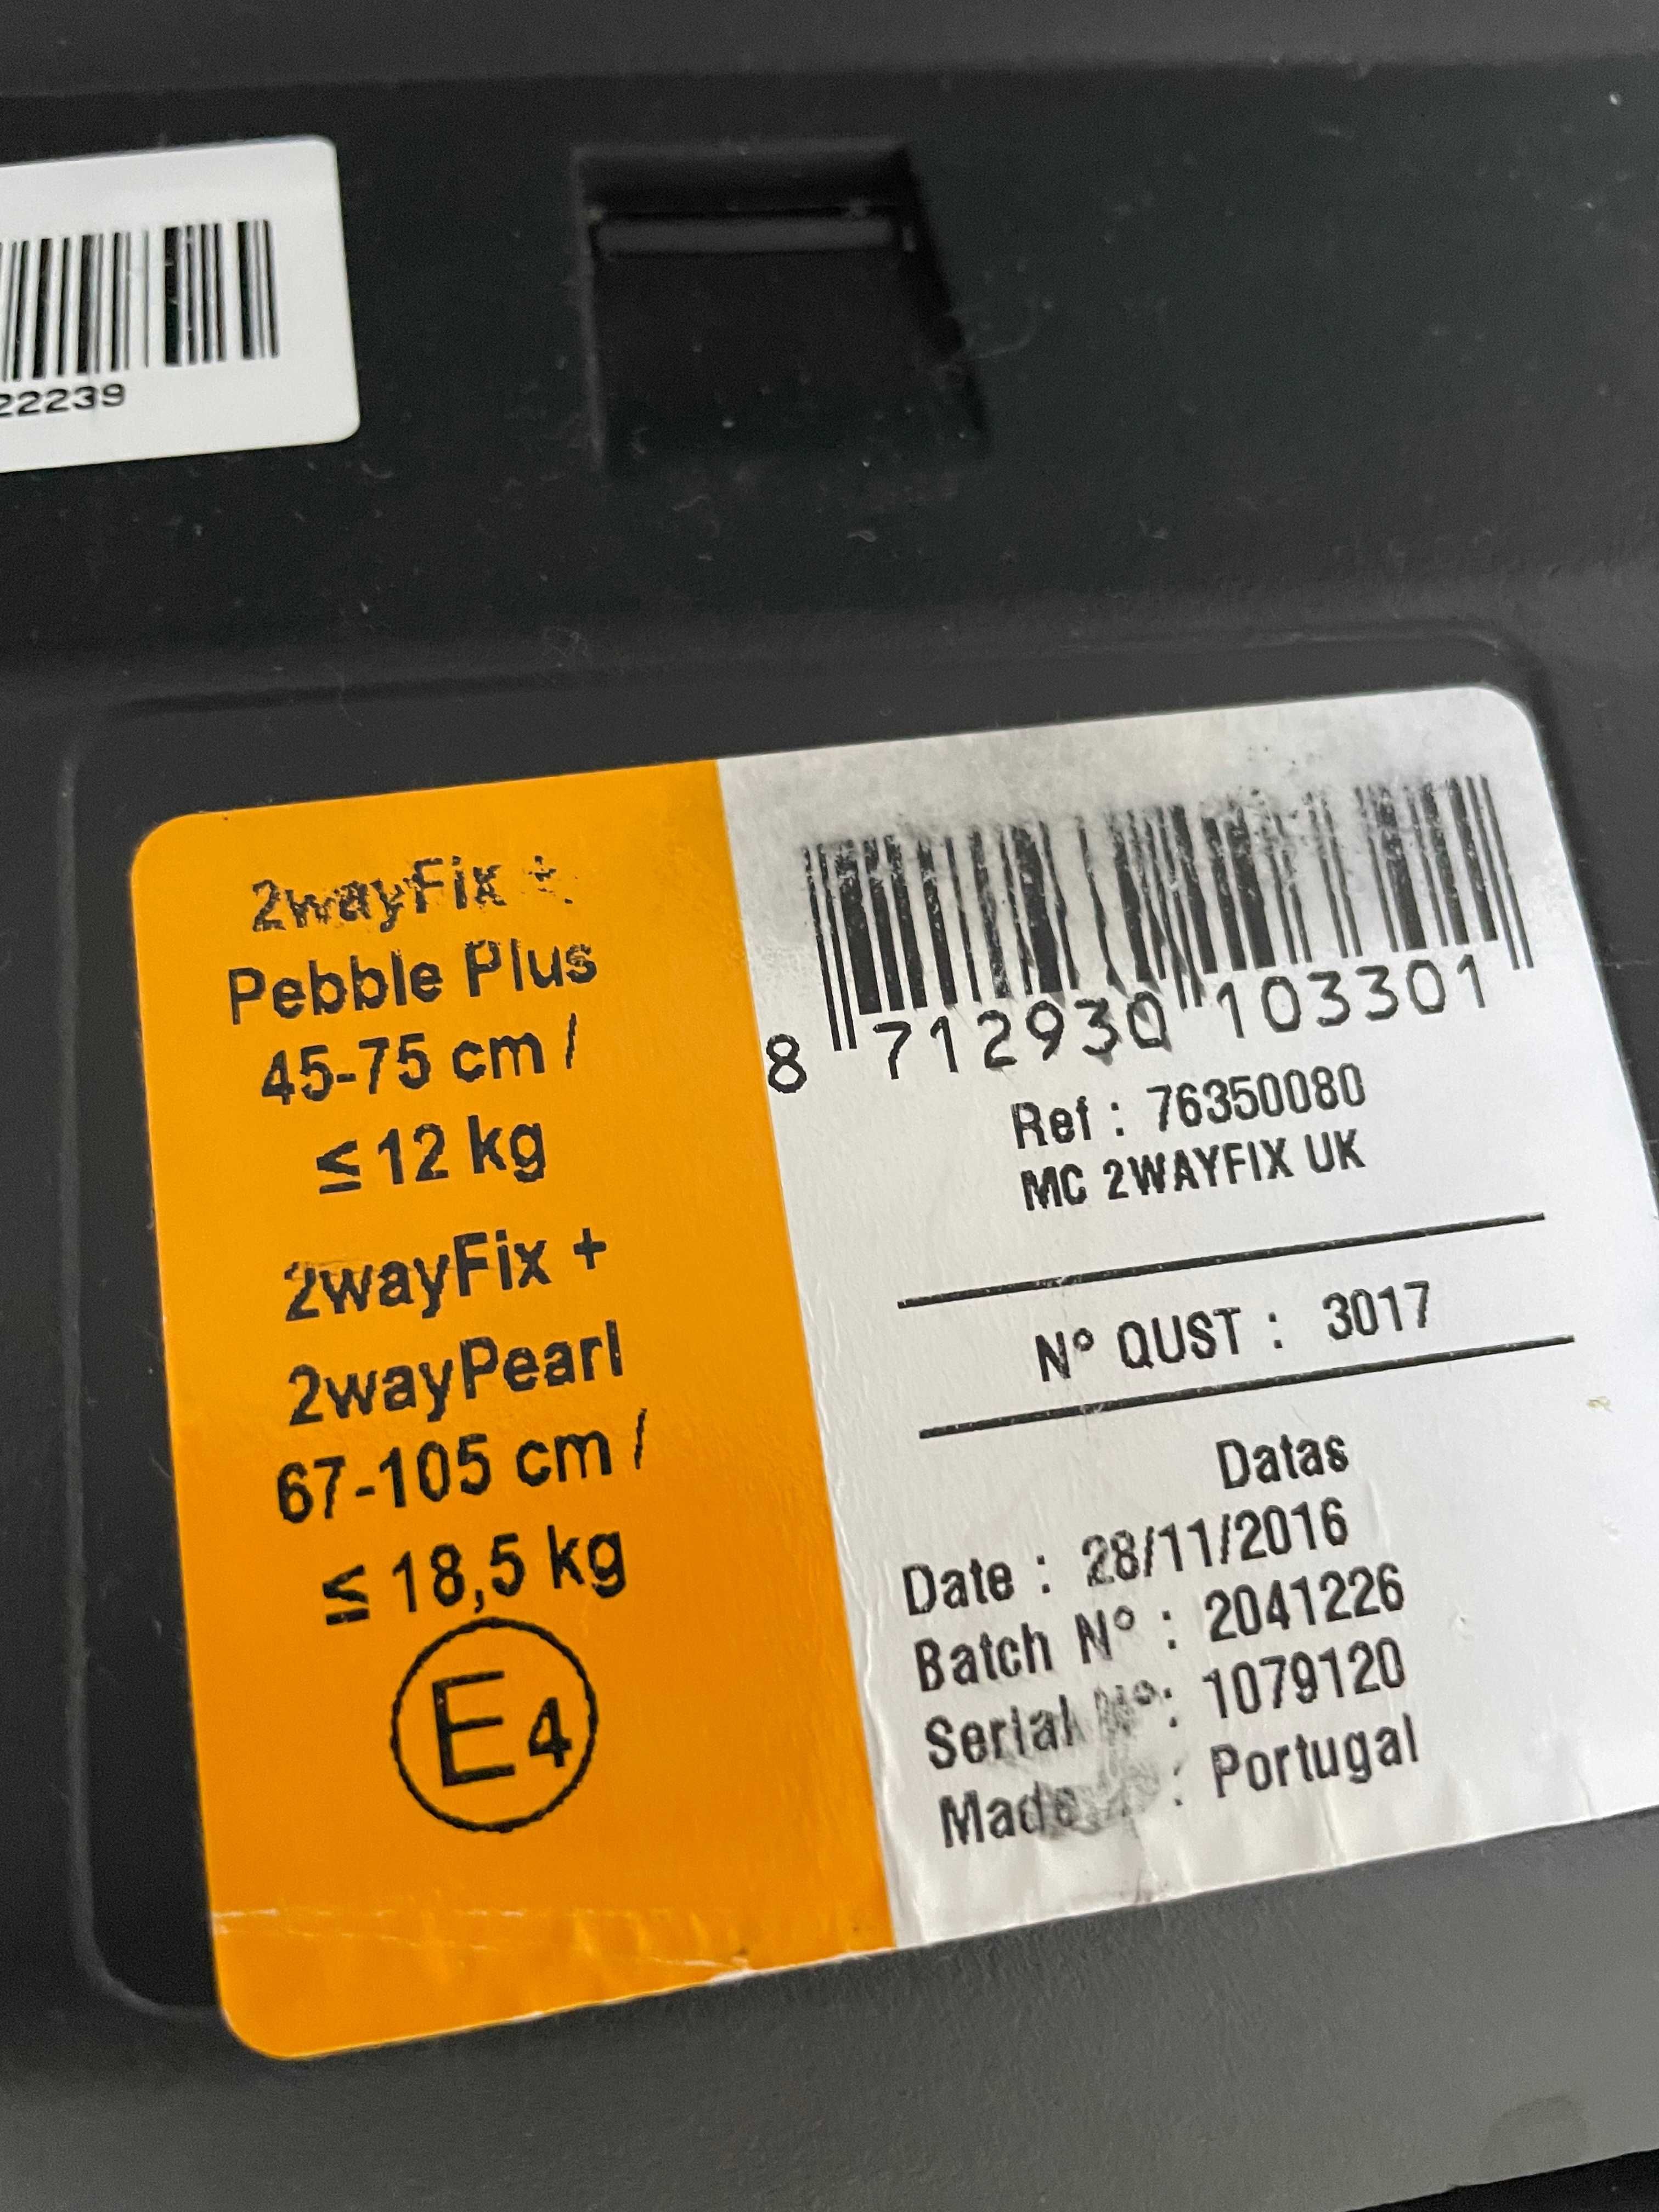 22239
2wayFix +
Pebble Plus
45-75 cm /
≤ 12 kg
2wayFix +
2wayPearl
67-105 cm /
≤ 18,5 kg
E4
8 712930 103301
Ref : 76350080
MC 2WAYFIX UK
N° QUST : 3017
Datas
Date : 28/11/2016
Batch N° : 2041226
Serial N° : 1079120
Made : Portugal